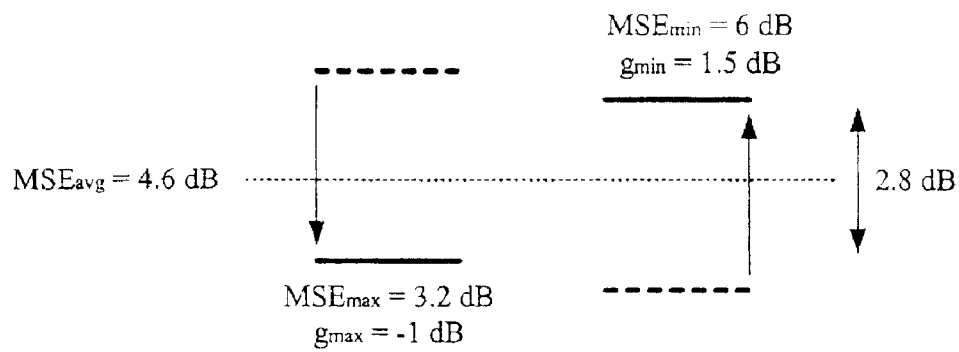 MSEmin = 6 dB
gmin = 1.5 dB
MSEavg = 4.6 dB
2.8 dB
MSEmax = 3.2 dB
gmax = -1 dB